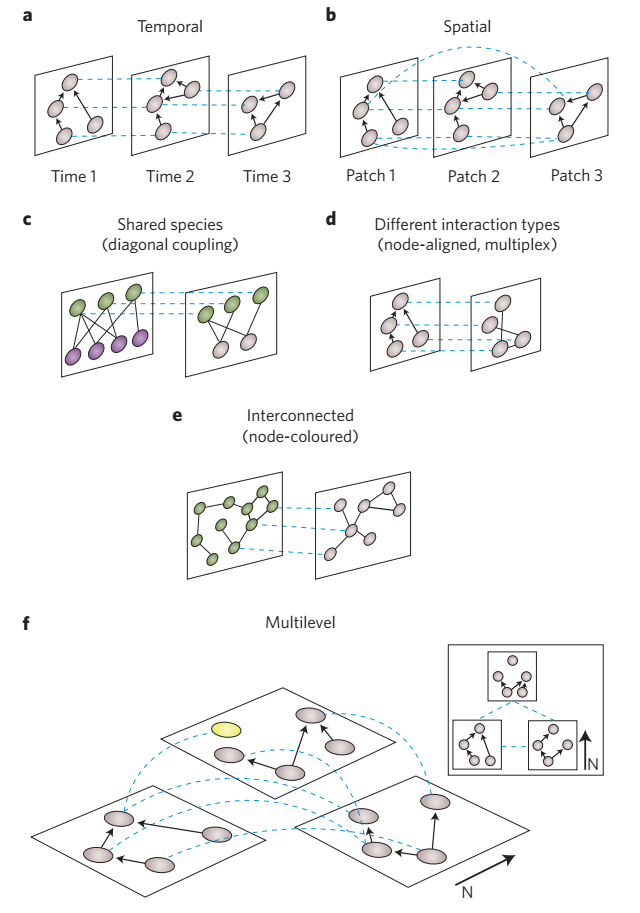 a
Temporal
Time 1
Time 2
Time 3
b
Spatial
Patch 1
Patch 2
Patch 3
c
Shared species
(diagonal coupling)
d
Different interaction types
(node-aligned, multiplex)
e
Interconnected
(node-coloured)
f
Multilevel
N
N